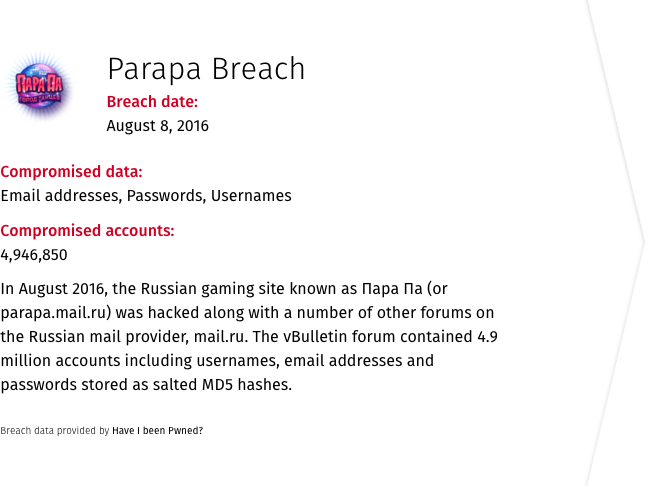 ПАРА ПА
Parapa Breach
Breach date:
August 8, 2016
Compromised data:
Email addresses, Passwords, Usernames
Compromised accounts:
4,946,850
In August 2016, the Russian gaming site known as Пара Па (or
parapa.mail.ru) was hacked along with a number of other forums on
the Russian mail provider, mail.ru. The vBulletin forum contained 4.9
million accounts including usernames, email addresses and
passwords stored as salted MD5 hashes.
Breach data provided by Have I been Pwned?